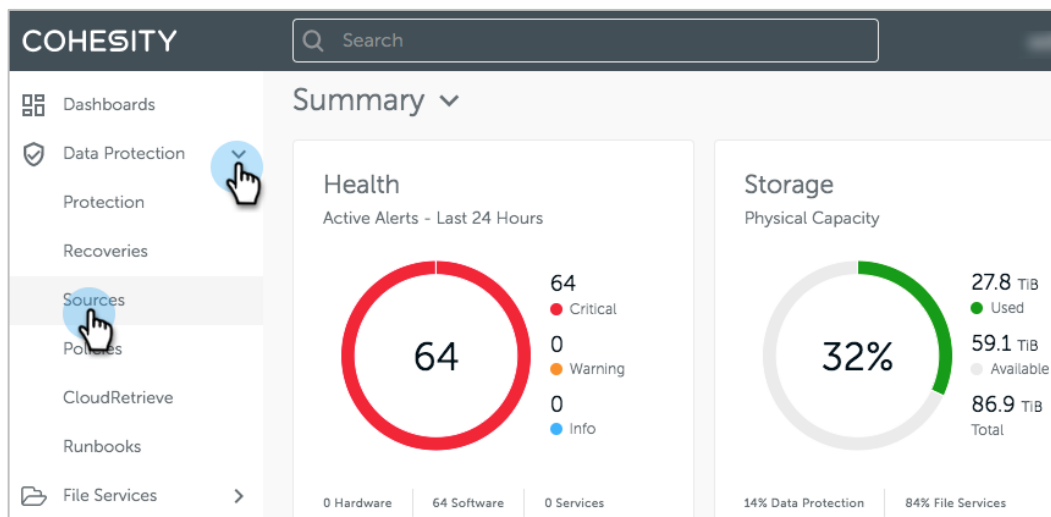 COHESITY
Search
Dashboards
Data Protection
Protection
Recoveries
Sources
Policies
CloudRetrieve
Runbooks
File Services
Summary
Health
Active Alerts - Last 24 Hours
64
64
Critical
0
Warning
0
Info
0 Hardware
64 Software
0 Services
Storage
Physical Capacity
32%
27.8 TiB
Used
59.1 TiB
Available
86.9 TiB
Total
14% Data Protection
84% File Services